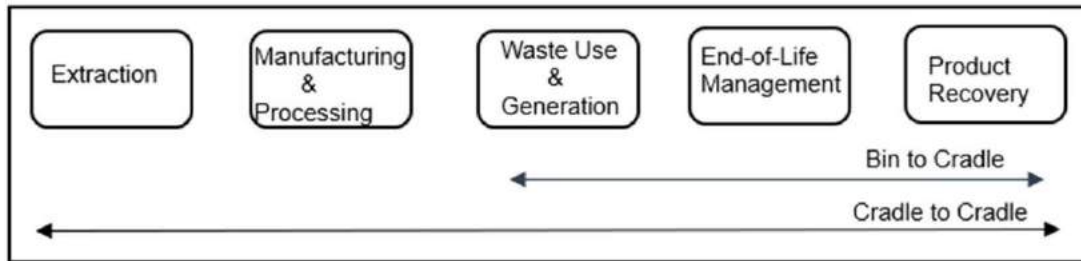 Extraction
Manufacturing
&
Processing
Waste Use
&
Generation
End-of-Life
Management
Product
Recovery
Bin to Cradle
Cradle to Cradle